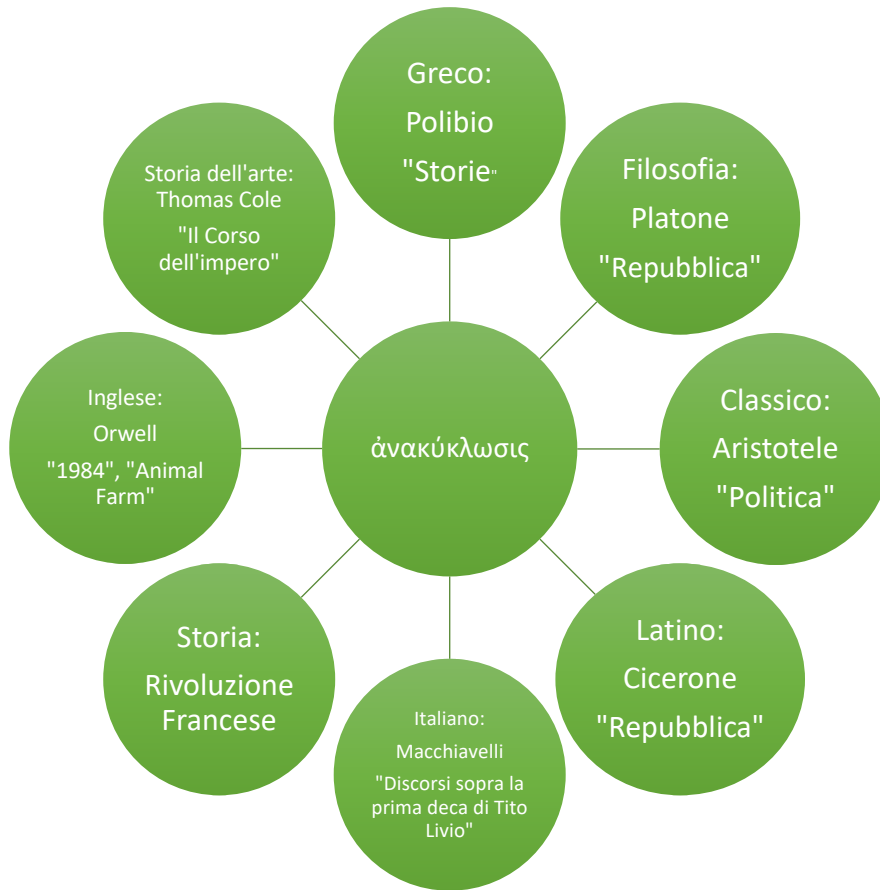 Greco:
Polibio
"Storie"
Filosofia:
Platone
"Repubblica"
Classico:
Aristotele
"Politica"
Latino:
Cicerone
"Repubblica"
Italiano:
Macchiavelli
"Discorsi sopra la
prima deca di Tito
Livio"
Storia:
Rivoluzione
Francese
Inglese:
Orwell
"1984", "Animal
Farm"
Storia dell'arte:
Thomas Cole
"Il Corso
dell'impero"
ἀνακύκλωσις